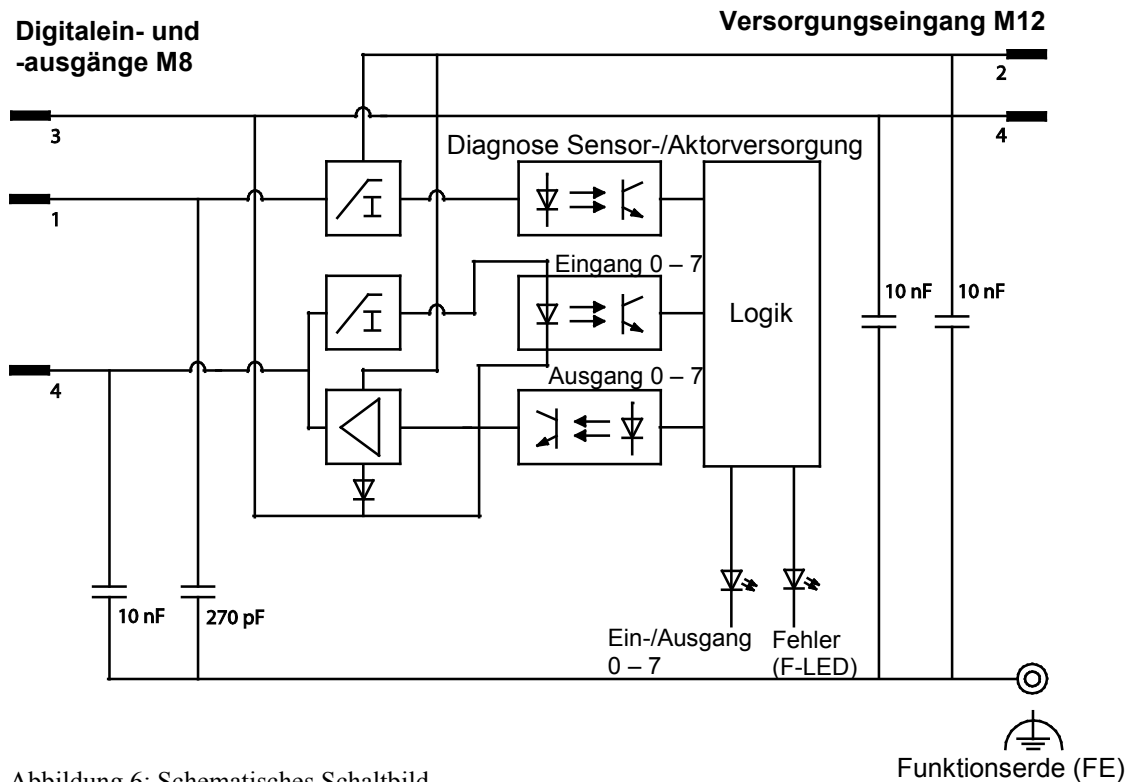 Digitalein- und
-ausgänge M8
Versorgungseingang M12
2
3
4
Diagnose Sensor-/Aktorversorgung
1
Eingang 0 – 7
10 nF
10 nF
Logik
4
Ausgang 0 – 7
10 nF
270 pF
Ein-/Ausgang
0 – 7
Fehler
(F-LED)
Funktionserde (FE)
Abbildung 6: Schematisches Schaltbild